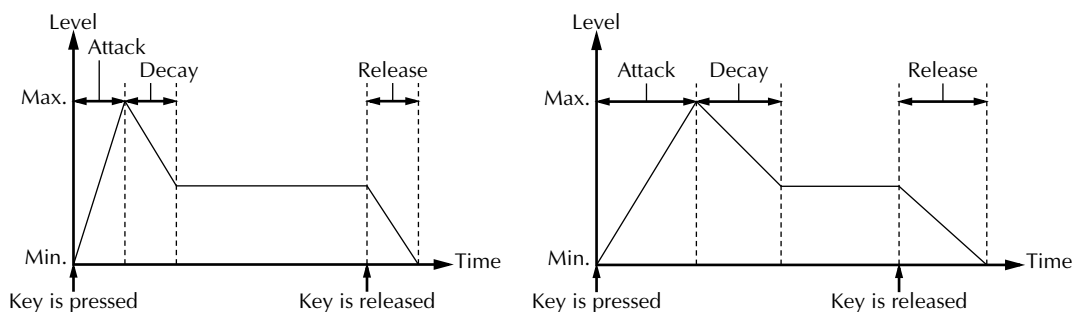 Level
Attack
Decay
Release
Max.
Min.
Time
Key is pressed
Key is released
Level
Attack
Decay
Release
Max.
Min.
Time
Key is pressed
Key is released